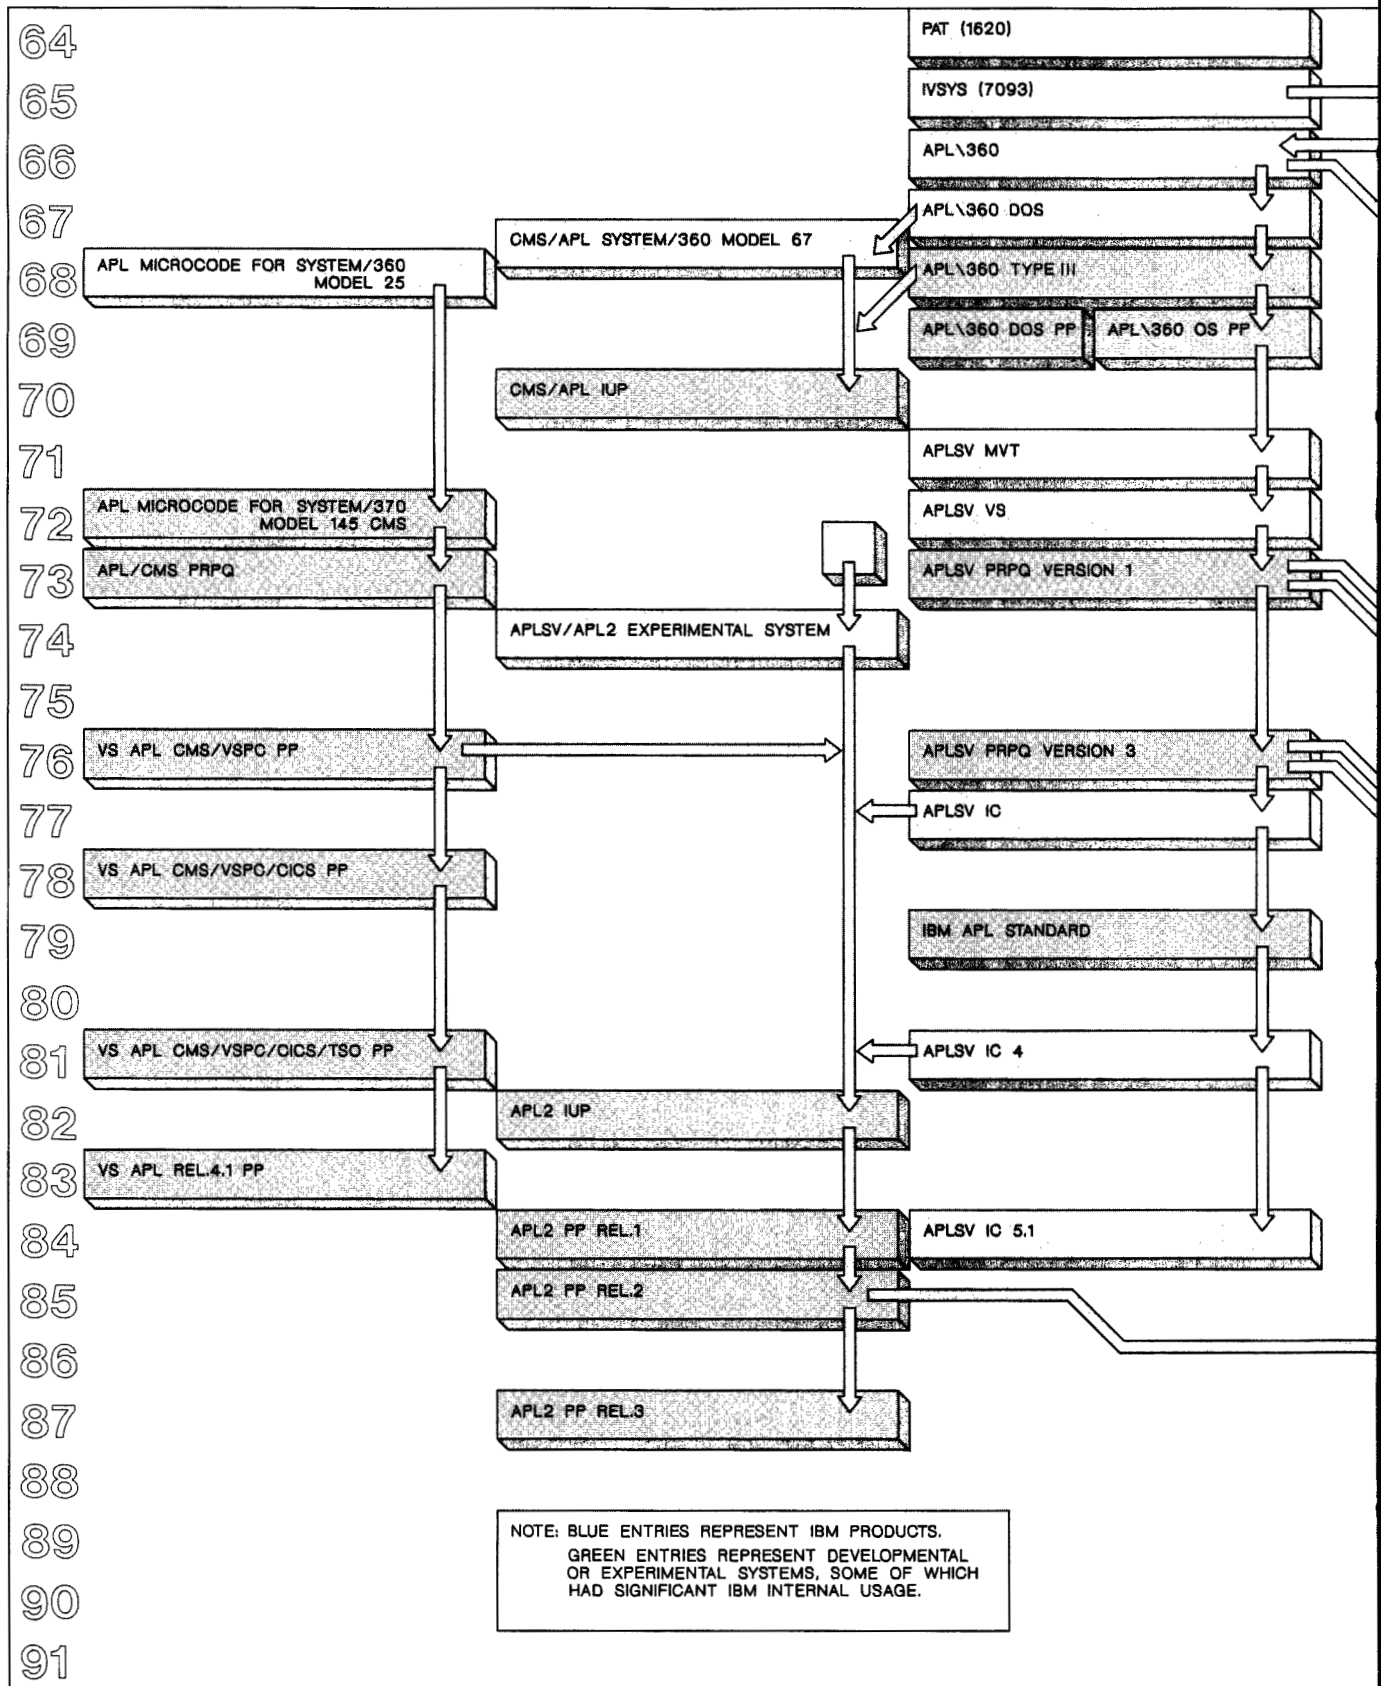 64
PAT (1620)
65
IVSYS (7093)
66
APL\360
67
APL\360 DOS
CMS/APL SYSTEM/360 MODEL 67
68
APL MICROCODE FOR SYSTEM/360
MODEL 25
APL\360 TYPE III
69
APL\360 DOS PP
APL\360 OS PP
70
CMS/APL IUP
71
APLSV MVT
72
APL MICROCODE FOR SYSTEM/370
MODEL 145 CMS
APLSV VS
73
APL/CMS PRPQ
APLSV PRPQ VERSION 1
74
APLSV/APL2 EXPERIMENTAL SYSTEM
75
76
VS APL CMS/VSPC PP
APLSV PRPQ VERSION 3
77
APLSV IC
78
VS APL CMS/VSPC/CICS PP
79
IBM APL STANDARD
80
81
VS APL CMS/VSPC/CICS/TSO PP
APLSV IC 4
82
APL2 IUP
83
VS APL REL.4.1 PP
84
APL2 PP REL.1
APLSV IC 5.1
85
APL2 PP REL.2
86
87
APL2 PP REL.3
88
89
NOTE: BLUE ENTRIES REPRESENT IBM PRODUCTS.
GREEN ENTRIES REPRESENT DEVELOPMENTAL
OR EXPERIMENTAL SYSTEMS, SOME OF WHICH
HAD SIGNIFICANT IBM INTERNAL USAGE.
90
91